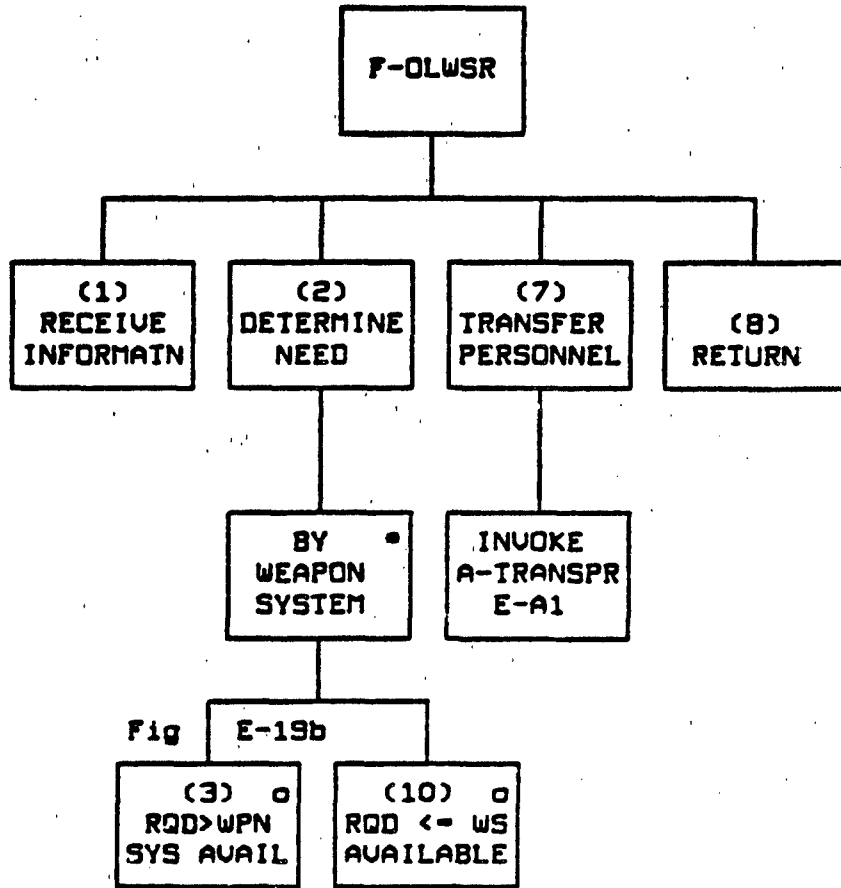 F-OLWSR
(1)
RECEIVE
INFORMATN
(2)
DETERMINE
NEED
(7)
TRANSFER
PERSONNEL
(8)
RETURN
BY *
WEAPON
SYSTEM
INVOKE
A-TRANSPR
E-A1
Fig E-19b
(3) o
RQD>WPN
SYS AVAIL
(10) o
RQD <= WS
AVAILABLE